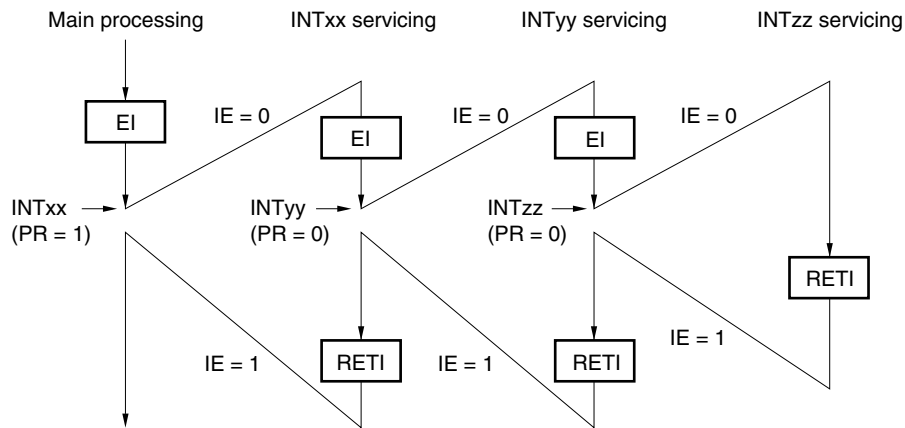 Main processing
INTxx servicing
INTyy servicing
INTzz servicing
EI
IE = 0
EI
IE = 0
EI
IE = 0
INTxx
(PR = 1)
INTyy
(PR = 0)
INTzz
(PR = 0)
RETI
IE = 1
RETI
IE = 1
RETI
IE = 1